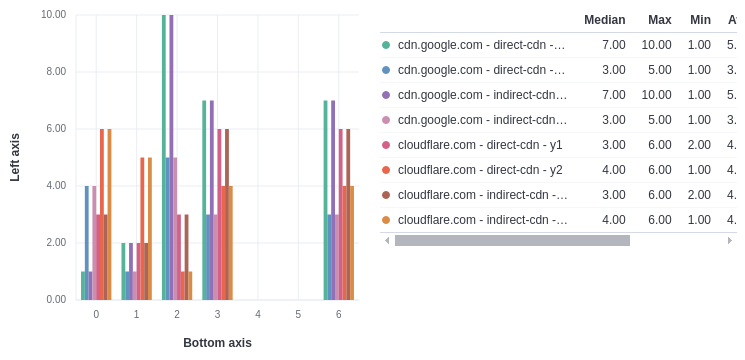 10.00
8.00
6.00
4.00
2.00
0.00
Left axis
0 1 2 3 4 5 6
Bottom axis
Median Max Min
cdn.google.com - direct-cdn -… 7.00 10.00 1.00 5.
cdn.google.com - direct-cdn -… 3.00 5.00 1.00 3.
cdn.google.com - indirect-cdn… 7.00 10.00 1.00 5.
cdn.google.com - indirect-cdn… 3.00 5.00 1.00 3.
cloudflare.com - direct-cdn - y1 3.00 6.00 2.00 4.
cloudflare.com - direct-cdn - y2 4.00 6.00 1.00 4.
cloudflare.com - indirect-cdn -… 3.00 6.00 2.00 4.
cloudflare.com - indirect-cdn -… 4.00 6.00 1.00 4.